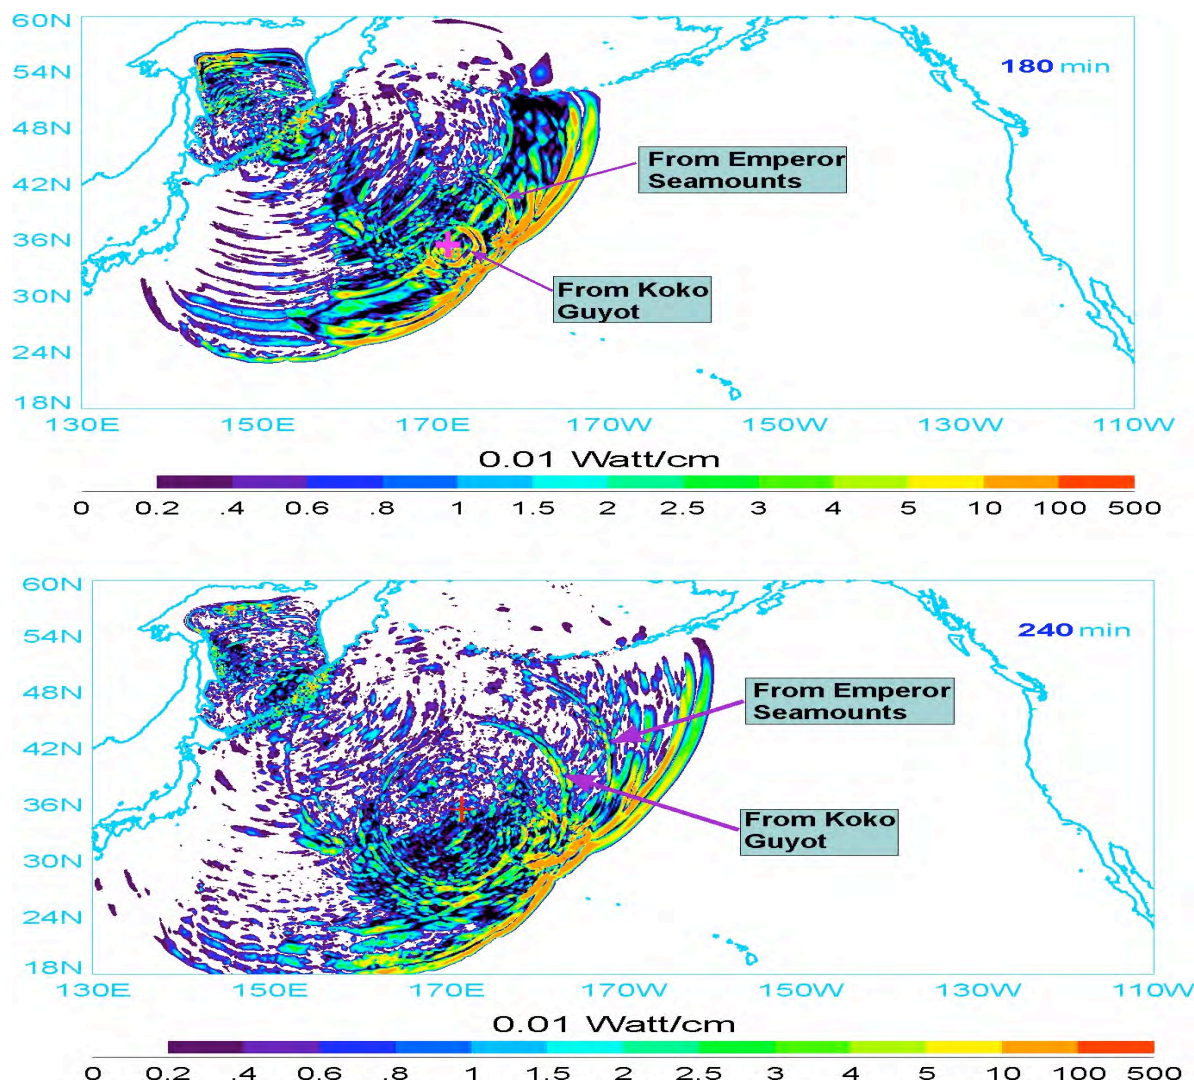 60N
54N
48N
42N
36N
30N
24N
18N
180 min
From Emperor
Seamounts
From Koko
Guyot
130E 150E 170E 170W 150W 130W 110W
0.01 Watt/cm
0 0.2 .4 0.6 .8 1 1.5 2 2.5 3 4 5 10 100 500
60N
54N
48N
42N
36N
30N
24N
18N
240 min
From Emperor
Seamounts
From Koko
Guyot
130E 150E 170E 170W 150W 130W 110W
0.01 Watt/cm
0 0.2 .4 0.6 .8 1 1.5 2 2.5 3 4 5 10 100 500